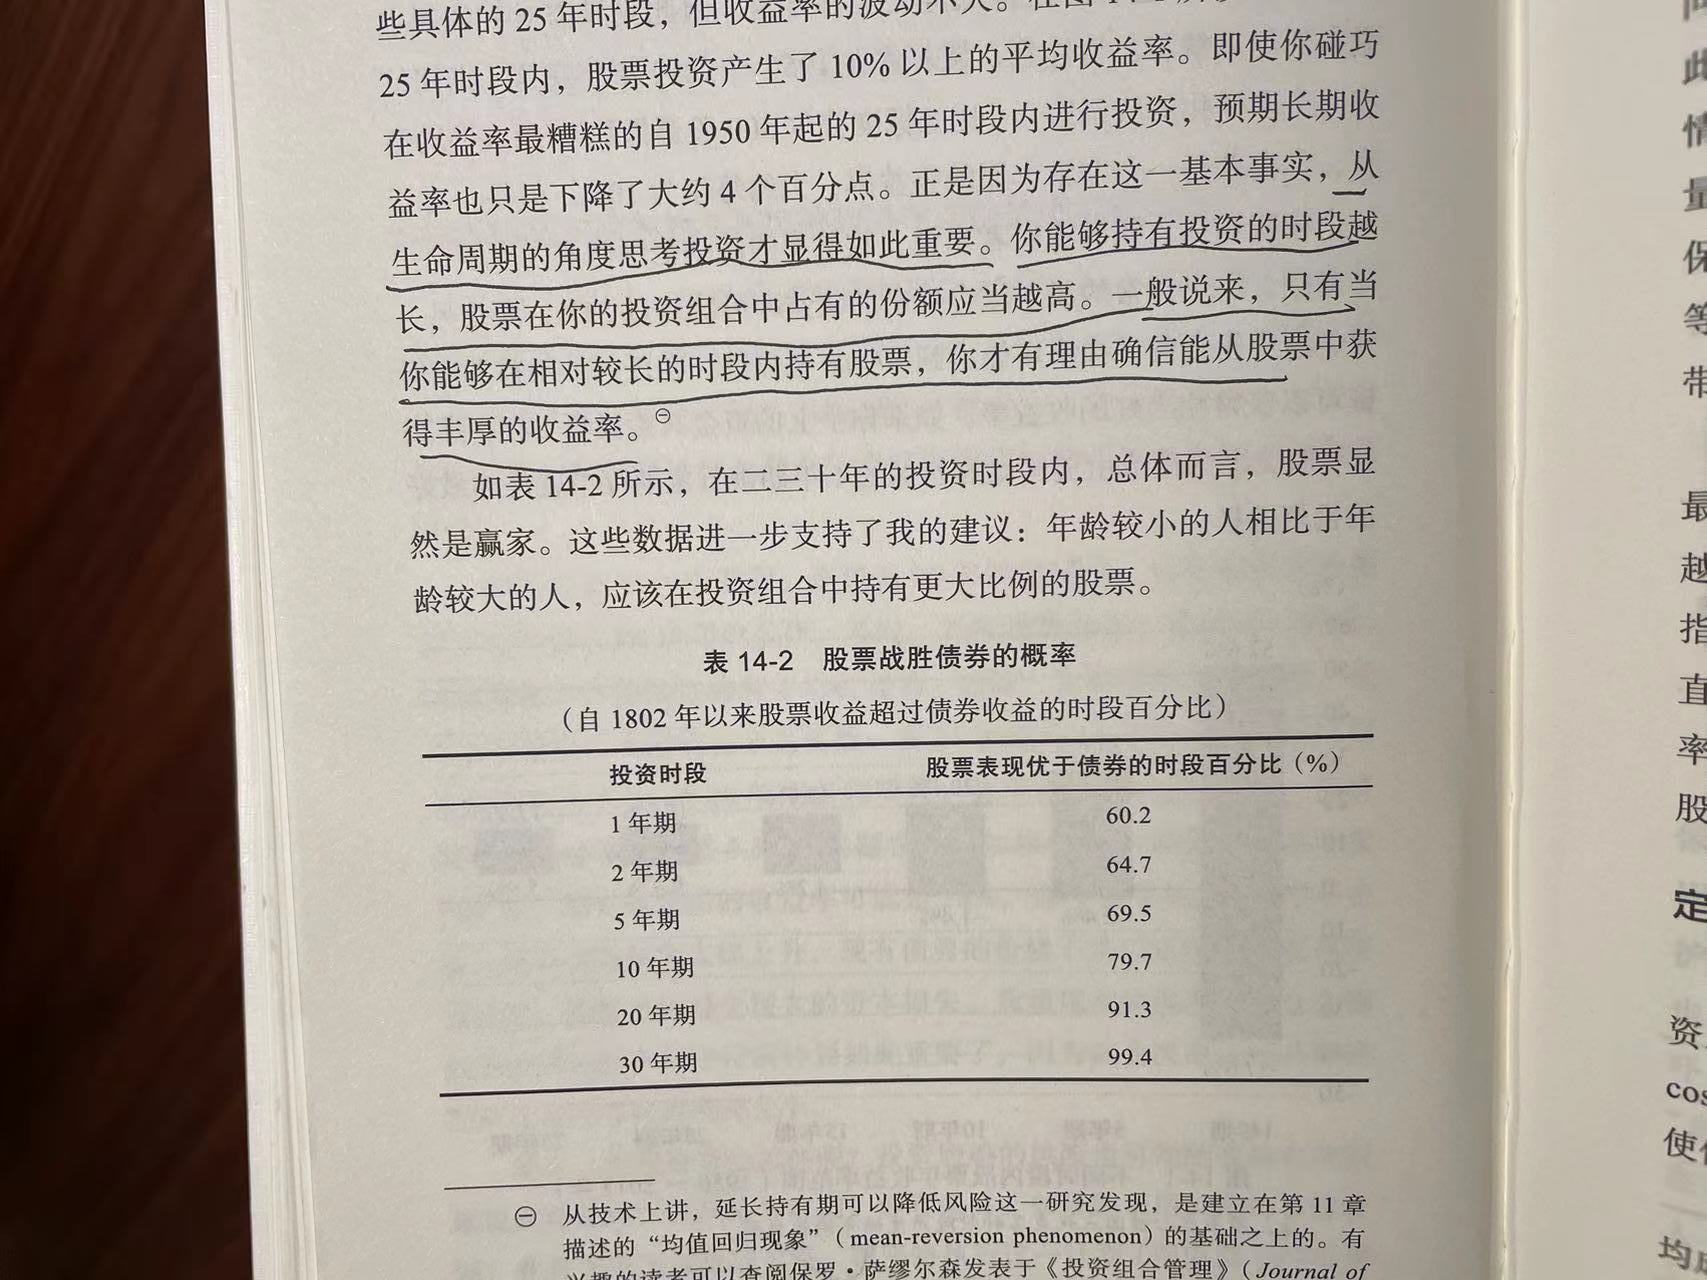 些具体的 25 年时段，但收益率的波动不大。在图 14-1
25 年时段内，股票投资产生了 10% 以上的平均收益率。即使你碰巧
在收益率最糟糕的自 1950 年起的 25 年时段内进行投资，预期长期收
益率也只是下降了大约 4 个百分点。正是因为存在这一基本事实，从
生命周期的角度思考投资才显得如此重要。你能够持有投资的时段越
长，股票在你的投资组合中占有的份额应当越高。一般说来，只有当
你能够在相对较长的时段内持有股票，你才有理由确信能从股票中获
得丰厚的收益率。㊀
如表 14-2 所示，在二三十年的投资时段内，总体而言，股票显
然是赢家。这些数据进一步支持了我的建议：年龄较小的人相比于年
龄较大的人，应该在投资组合中持有更大比例的股票。
表 14-2 股票战胜债券的概率
（自 1802 年以来股票收益超过债券收益的时段百分比）
投资时段 股票表现优于债券的时段百分比（%）
1 年期 60.2
2 年期 64.7
5 年期 69.5
10 年期 79.7
20 年期 91.3
30 年期 99.4
㊀ 从技术上讲，延长持有期可以降低风险这一研究发现，是建立在第 11 章
描述的“均值回归现象”（mean-reversion phenomenon）的基础之上的。有
兴趣的读者可以查阅保罗·萨缪尔森发表于《投资组合管理》（Journal of
此
情
量
保
等
带
最
越
指
直
率
股
定
资
cos
使
均